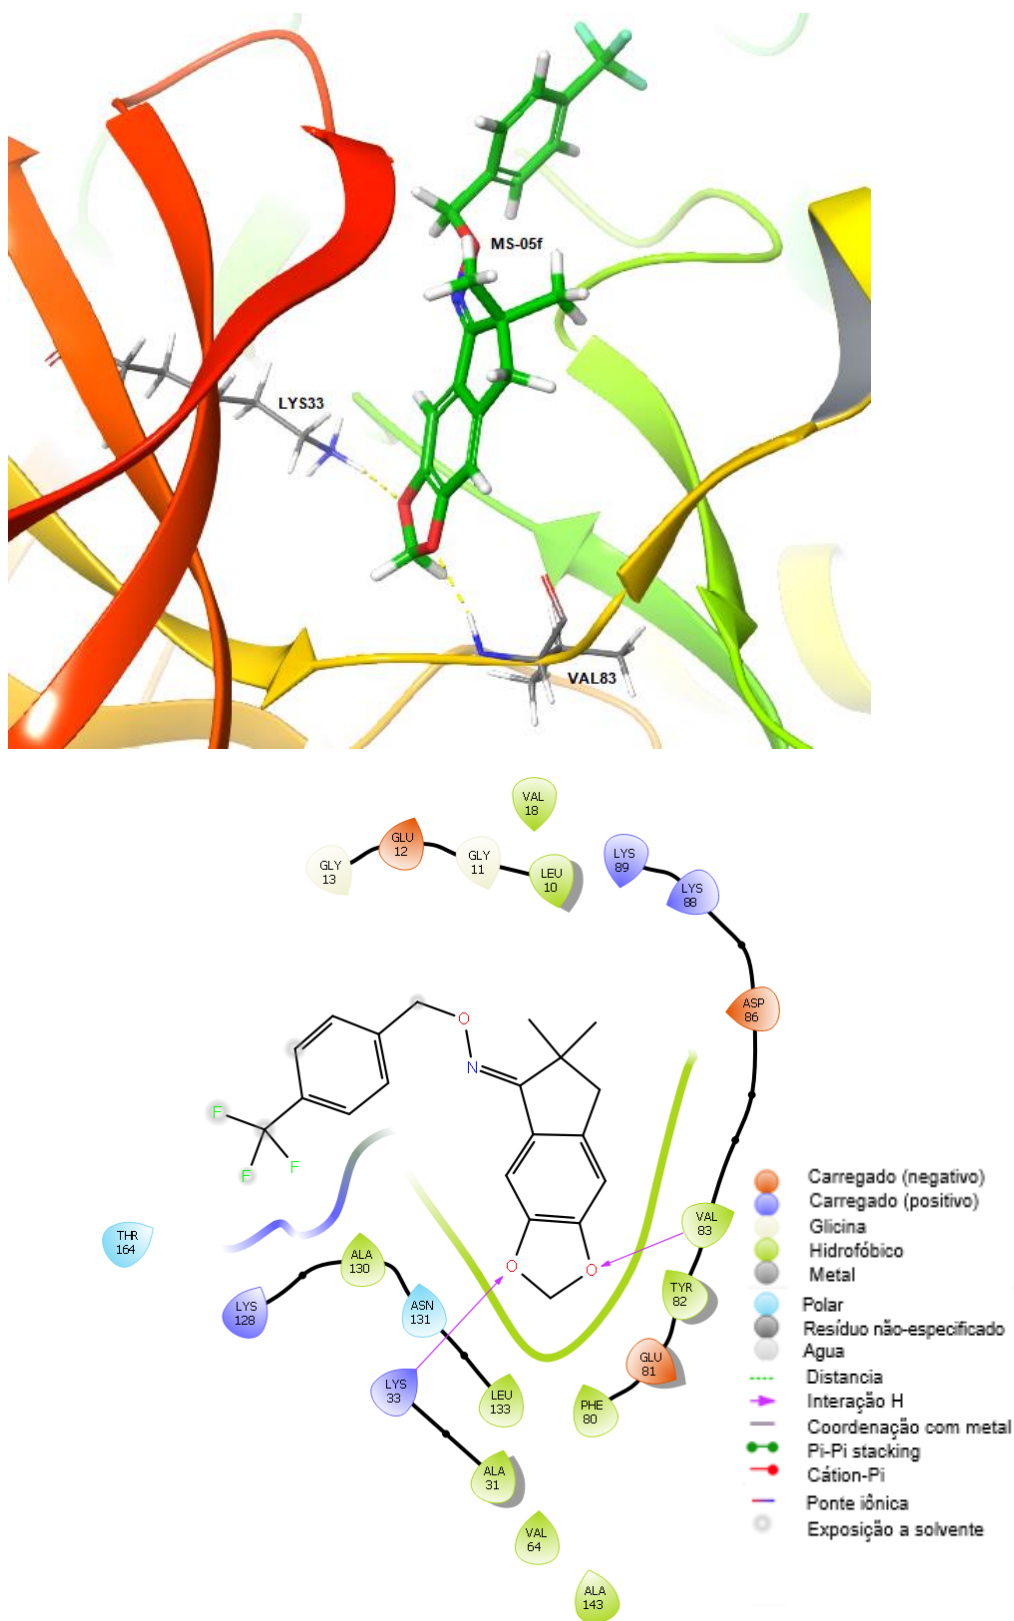 MS-05f
LYS33
VAL83
VAL
18
GLU
12
GLY
13
GLY
11
LEU
10
LYS
89
LYS
88
ASP
86
O
N
F
F
F
THR
164
ALA
130
LYS
128
ASN
131
VAL
83
O
O
TYR
82
GLU
81
LYS
33
LEU
133
PHE
80
ALA
31
VAL
64
ALA
143
Carregado (negativo)
Carregado (positivo)
Glicina
Hidrofóbico
Metal
Polar
Resíduo não-especificado
Agua
Distancia
Interação H
Coordenação com metal
Pi-Pi stacking
Cátion-Pi
Ponte iônica
Exposição a solvente